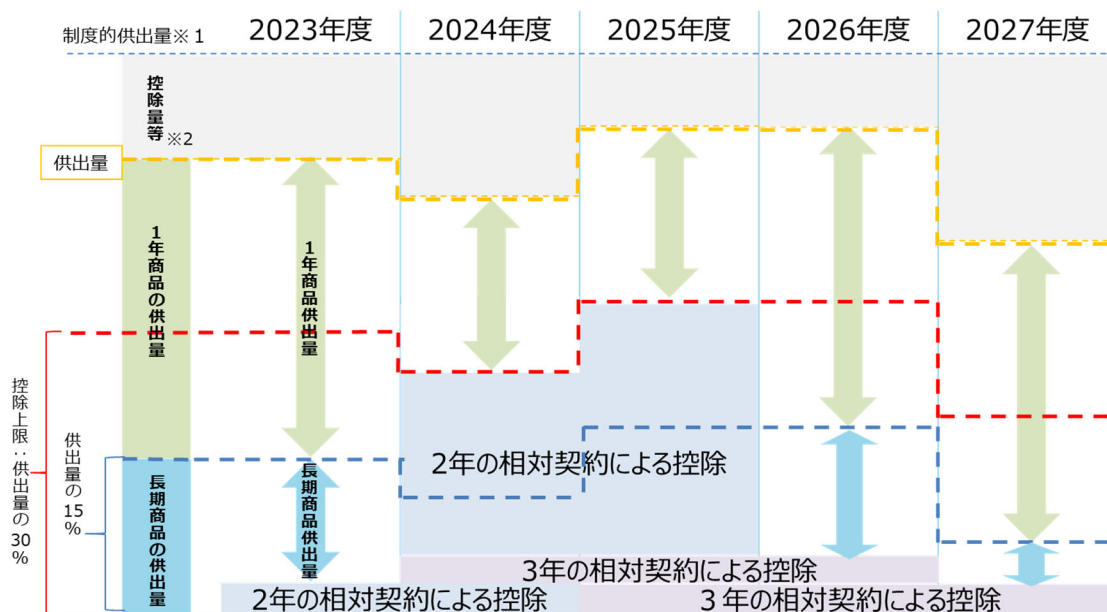 制度的供出量※１
2023年度
2024年度
2025年度
2026年度
2027年度
控除量等
※2
供出量
1年商品の供出量
1年商品供出量
控除上限：供出量の30%
供出量の15%
長期商品の供出量
長期商品供出量
2年の相対契約による控除
3年の相対契約による控除
2年の相対契約による控除
３年の相対契約による控除